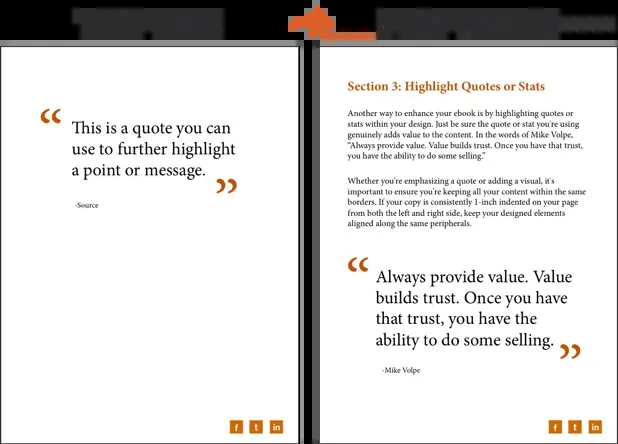 “
This is a quote you can
use to further highlight
a point or message.
”
-Source
f t in
Section 3: Highlight Quotes or Stats
Another way to enhance your ebook is by highlighting quotes or
stats within your design. Just be sure the quote or stat you're using
genuinely adds value to the content. In the words of Mike Volpe,
“Always provide value. Value builds trust. Once you have that trust,
you have the ability to do some selling.”
Whether you're emphasizing a quote or adding a visual, it's
important to ensure you're keeping all your content within the same
borders. If your copy is consistently 1-inch indented on your page
from both the left and right side, keep your designed elements
aligned along the same peripherals.
“
Always provide value. Value
builds trust. Once you have
that trust, you have the
ability to do some selling.
”
-Mike Volpe
f t in